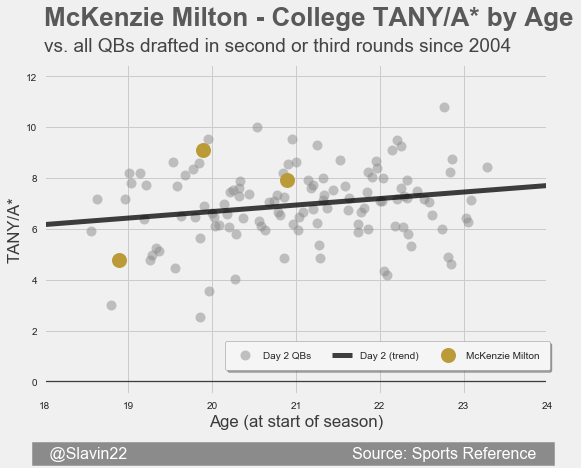 McKenzie Milton - College TANY/A* by Age
vs. all QBs drafted in second or third rounds since 2004
12
10
8
6
4
2
0
TANY/A*
Day 2 QBs
Day 2 (trend)
McKenzie Milton
18
19
20
21
22
23
24
Age (at start of season)
@Slavin22
Source: Sports Reference